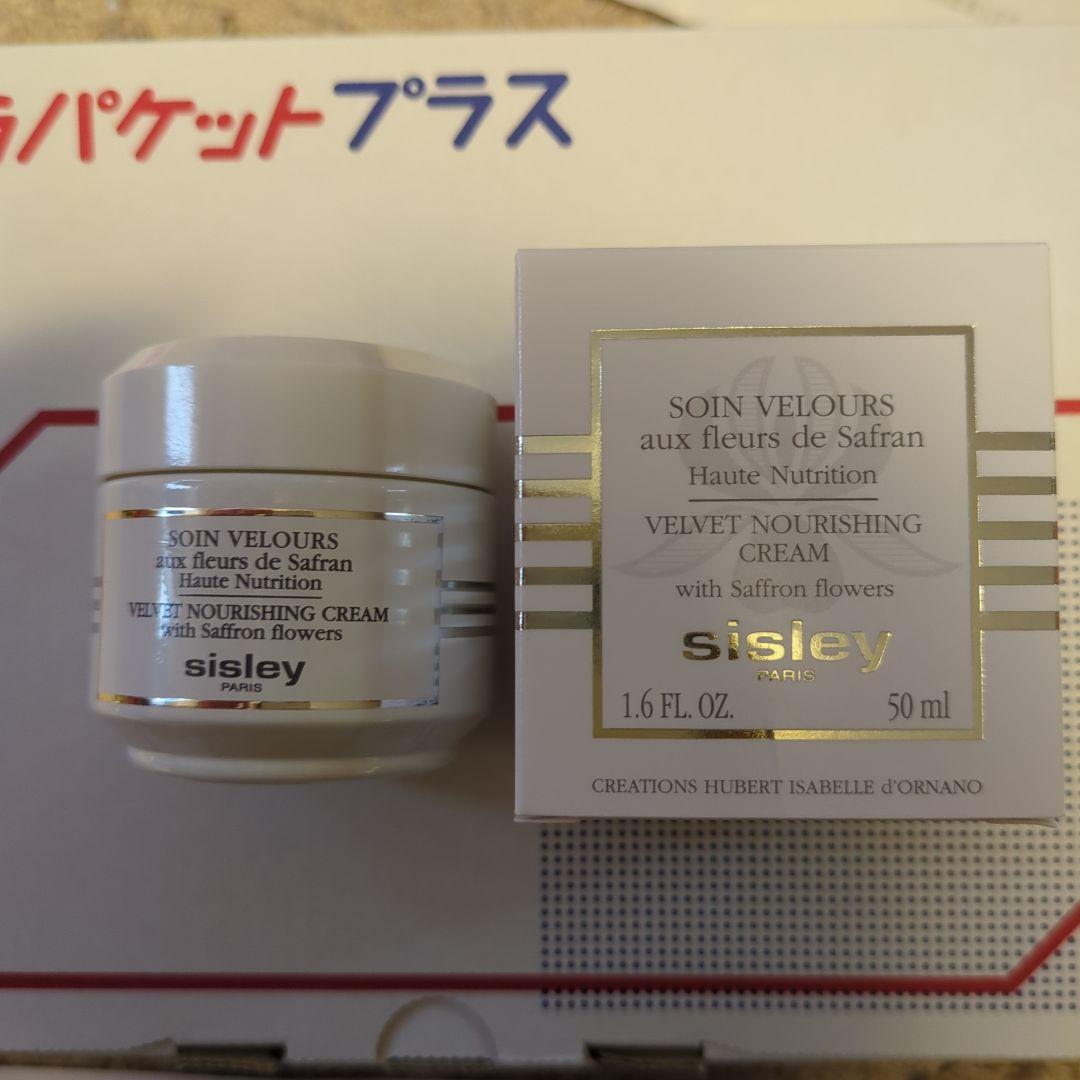 パケットプラス
SOIN VELOURS
aux fleurs de Safran
Haute Nutrition
VELVET NOURISHING CREAM
with Saffron flowers
sisley
PARIS
SOIN VELOURS
aux fleurs de Safran
Haute Nutrition
VELVET NOURISHING
CREAM
with Saffron flowers
sisley
PARIS
1.6 FL. OZ. 50 ml
CREATIONS HUBERT ISABELLE d'ORNANO